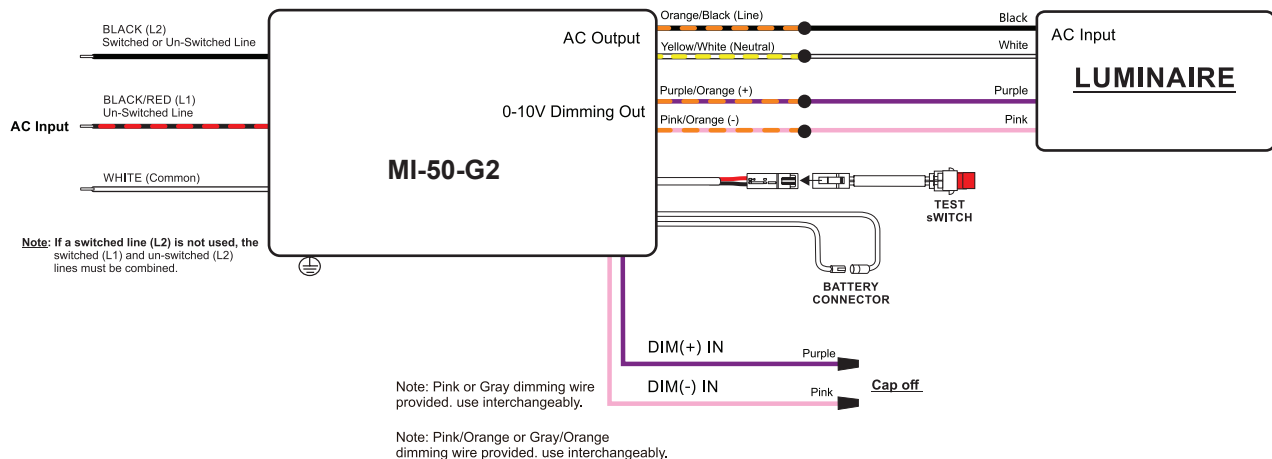 BLACK (L2)
Switched or Un-Switched Line
BLACK/RED (L1)
Un-Switched Line
AC Input
WHITE (Common)
Note: If a switched line (L2) is not used, the
switched (L1) and un-switched (L2)
lines must be combined.
AC Output
0-10V Dimming Out
MI-50-G2
Orange/Black (Line)
Yellow/White (Neutral)
Purple/Orange (+)
Pink/Orange (-)
Black
White
Purple
Pink
AC Input
LUMINAIRE
TEST
sWITCH
BATTERY
CONNECTOR
DIM(+) IN
Purple
DIM(-) IN
Pink
Cap off
Note: Pink or Gray dimming wire
provided. use interchangeably.
Note: Pink/Orange or Gray/Orange
dimming wire provided. use interchangeably.